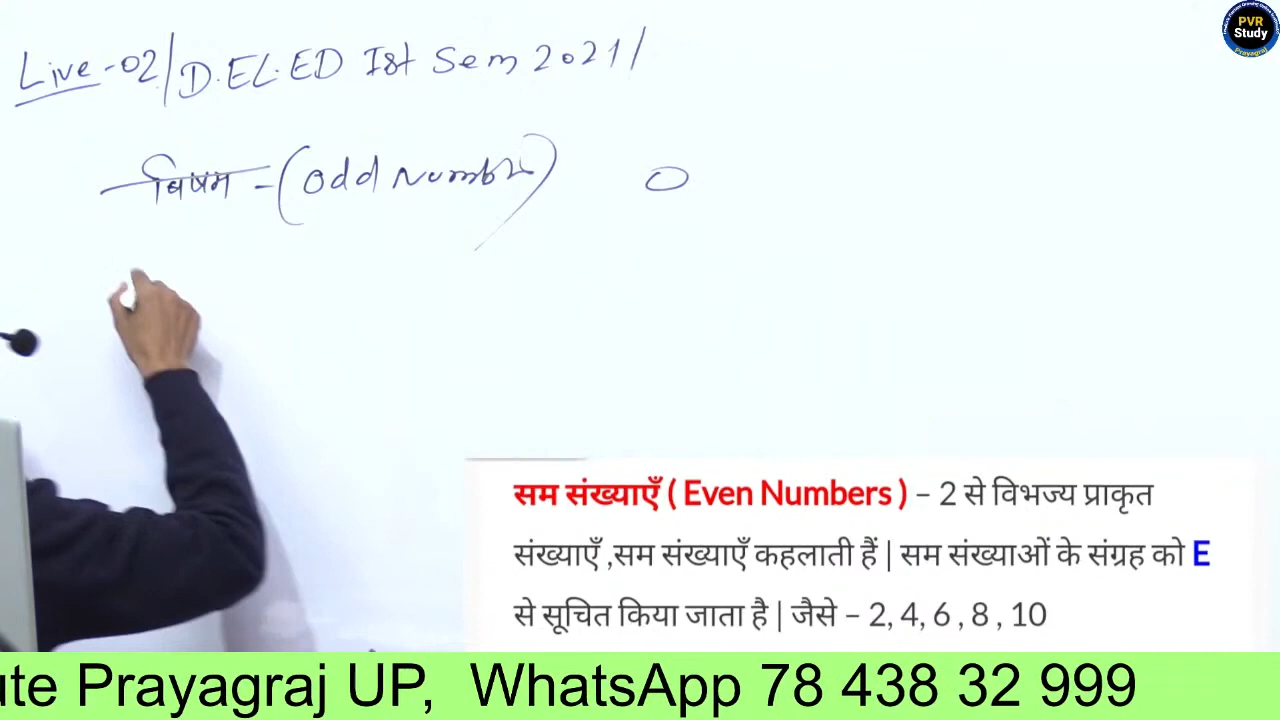 Live-02/D.EL.ED Ist Sem 2021/
विषम - (Odd Number) O
सम संख्याएँ ( Even Numbers ) – 2 से विभज्य प्राकृत
संख्याएँ ,सम संख्याएँ कहलाती हैं | सम संख्याओं के संग्रह को E
से सूचित किया जाता है | जैसे – 2, 4, 6 , 8 , 10
ute Prayagraj UP, WhatsApp 78 438 32 999
PVR
Study
Prayagraj